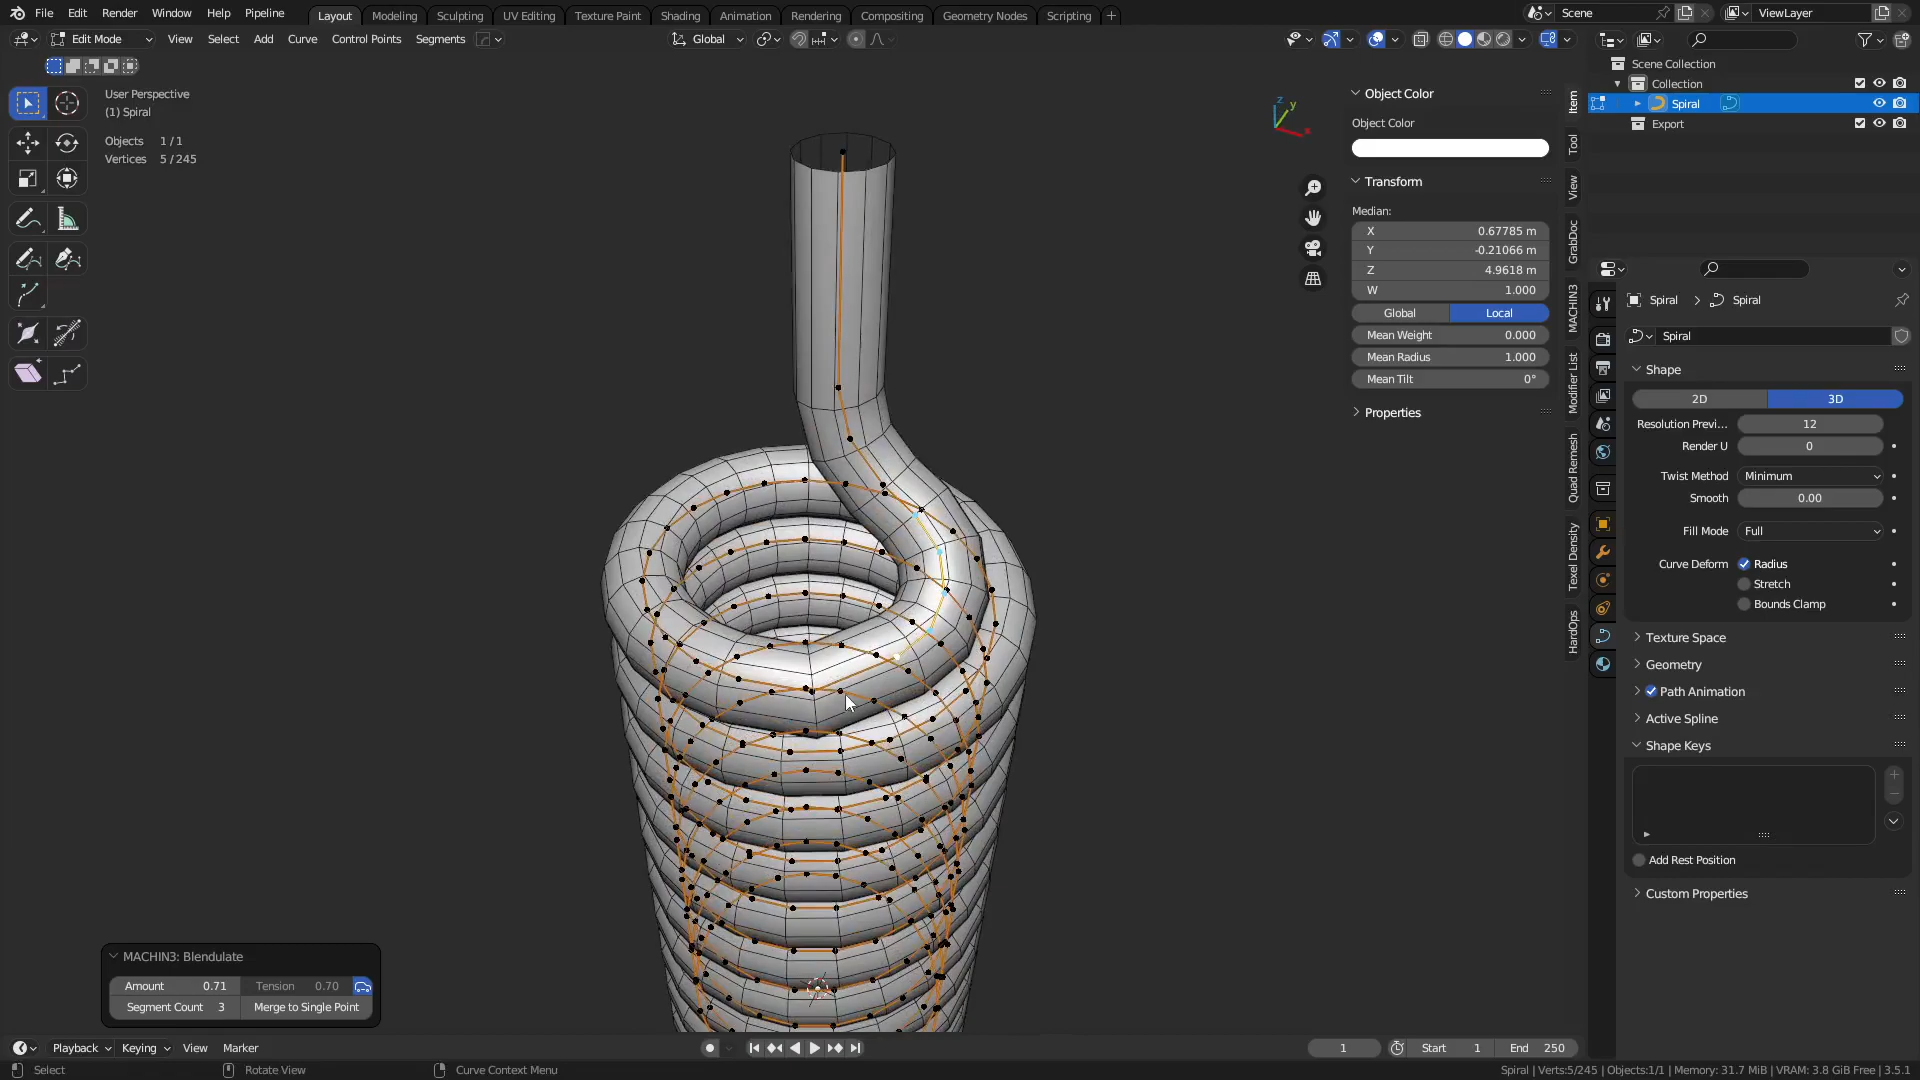 File Edit Render Window Help Pipeline
Layout Modeling Sculpting UV Editing Texture Paint Shading Animation Rendering Compositing Geometry Nodes Scripting +
Scene
ViewLayer
Edit Mode View Select Add Curve Control Points Segments
Global
User Perspective
(1) Spiral
Objects 1 / 1
Vertices 5 / 245
z
y
x
Object Color
Object Color
Transform
Median:
X 0.67785 m
Y -0.21066 m
Z 4.9618 m
W 1.000
Global Local
Mean Weight 0.000
Mean Radius 1.000
Mean Tilt 0°
Properties
Item
Tool
View
GrabDoc
MACHIN3
Modifier List
Quad Remesh
Texel Density
HardOps
Scene Collection
Collection
Spiral
Export
Spiral > Spiral
Spiral
Shape
2D 3D
Resolution Previ... 12
Render U 0
Twist Method Minimum
Smooth 0.00
Fill Mode Full
Curve Deform Radius
Stretch
Bounds Clamp
Texture Space
Geometry
Path Animation
Active Spline
Shape Keys
Add Rest Position
Custom Properties
MACHIN3: Blendulate
Amount 0.71 Tension 0.70
Segment Count 3 Merge to Single Point
Playback Keying View Marker
1 Start 1 End 250
Select Rotate View Curve Context Menu
Spiral | Verts:5/245 | Objects:1/1 | Memory: 31.7 MiB | VRAM: 3.8 GiB Free | 3.5.1